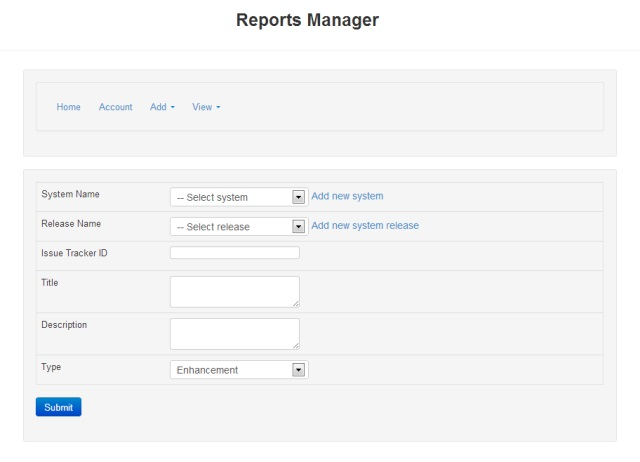 Reports Manager
Home Account Add View
System Name -- Select system Add new system
Release Name -- Select release Add new system release
Issue Tracker ID
Title
Description
Type Enhancement
Submit